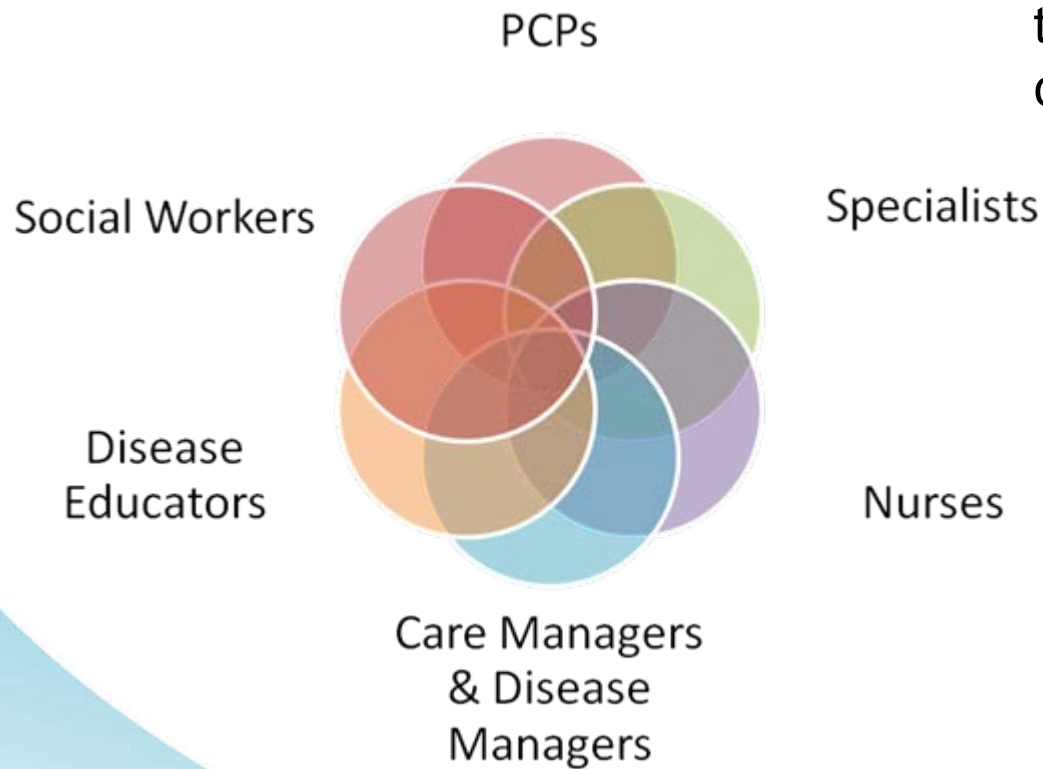 PCPs
Social Workers
Specialists
Disease
Educators
Nurses
Care Managers
& Disease
Managers